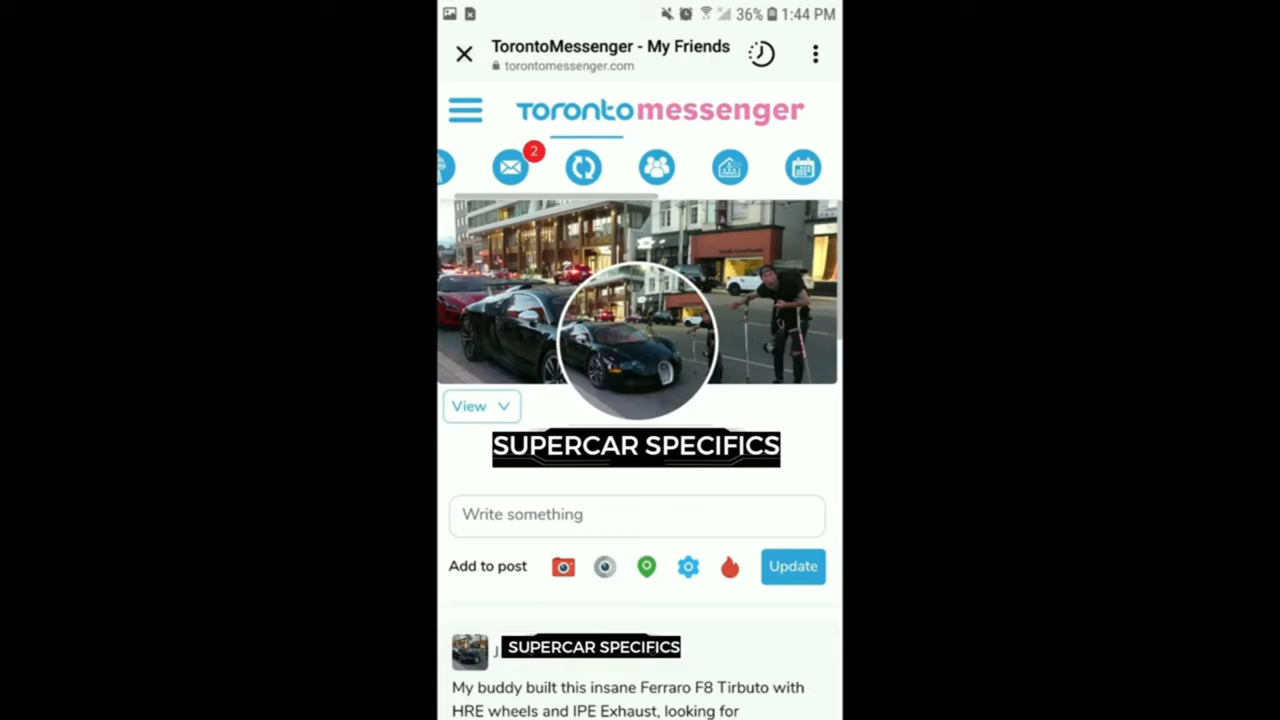 36% 1:44 PM
TorontoMessenger - My Friends
torontomessenger.com
Torontomessenger
2
View
SUPERCAR SPECIFICS
Write something
Add to post
Update
J SUPERCAR SPECIFICS
My buddy built this insane Ferraro F8 Tirbuto with
HRE wheels and IPE Exhaust, looking for